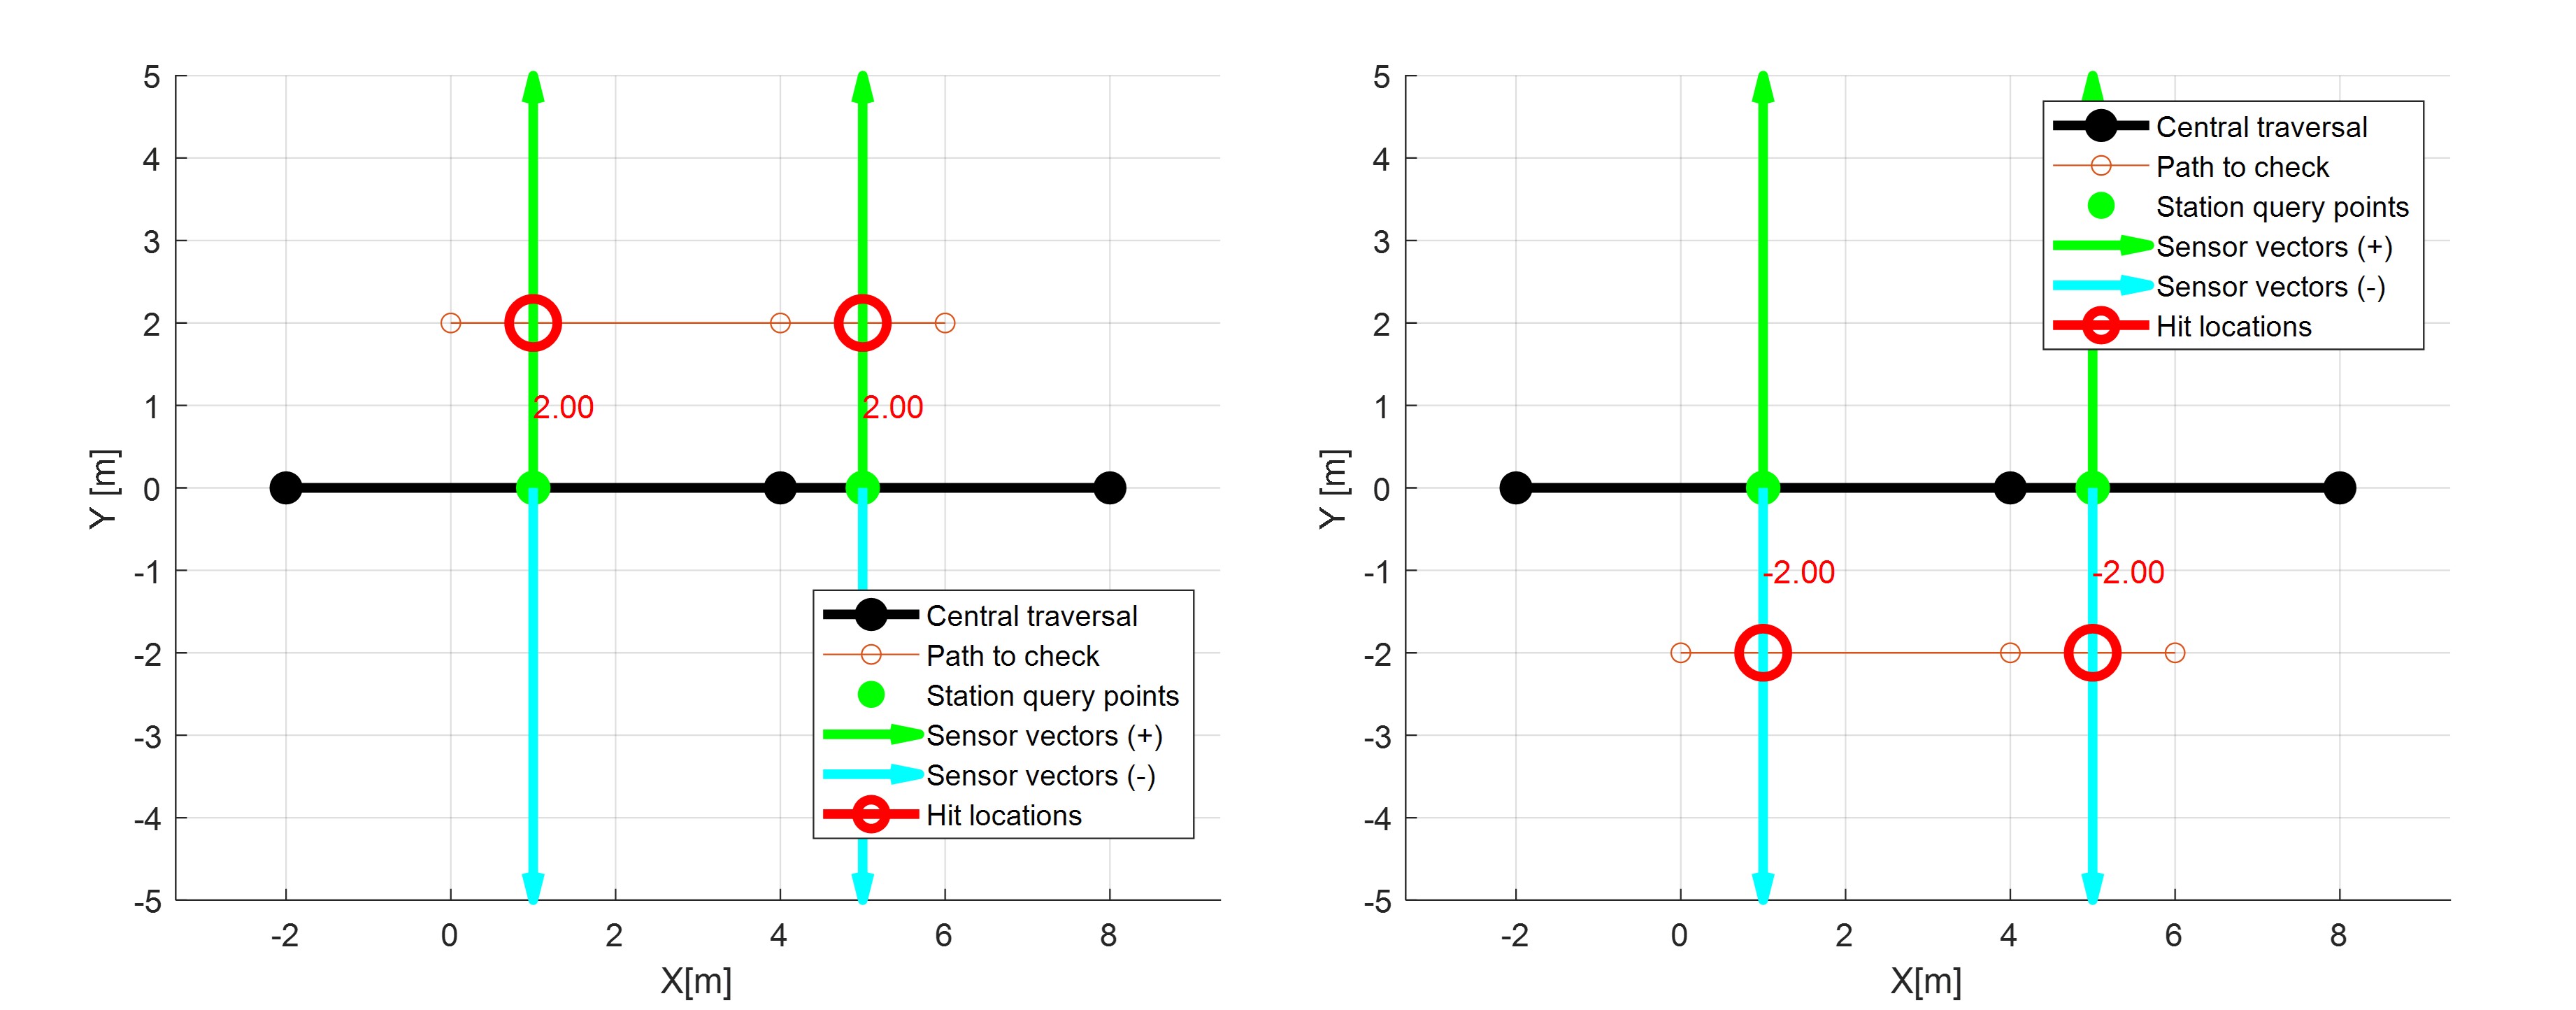 5
4
3
2
1
0
-1
-2
-3
-4
-5
Y [m]
2.00
2.00
Central traversal
Path to check
Station query points
Sensor vectors (+)
Sensor vectors (-)
Hit locations
-2
0
2
4
6
8
X[m]
5
4
3
2
1
0
-1
-2
-3
-4
-5
Y [m]
Central traversal
Path to check
Station query points
Sensor vectors (+)
Sensor vectors (-)
Hit locations
-2.00
-2.00
-2
0
2
4
6
8
X[m]